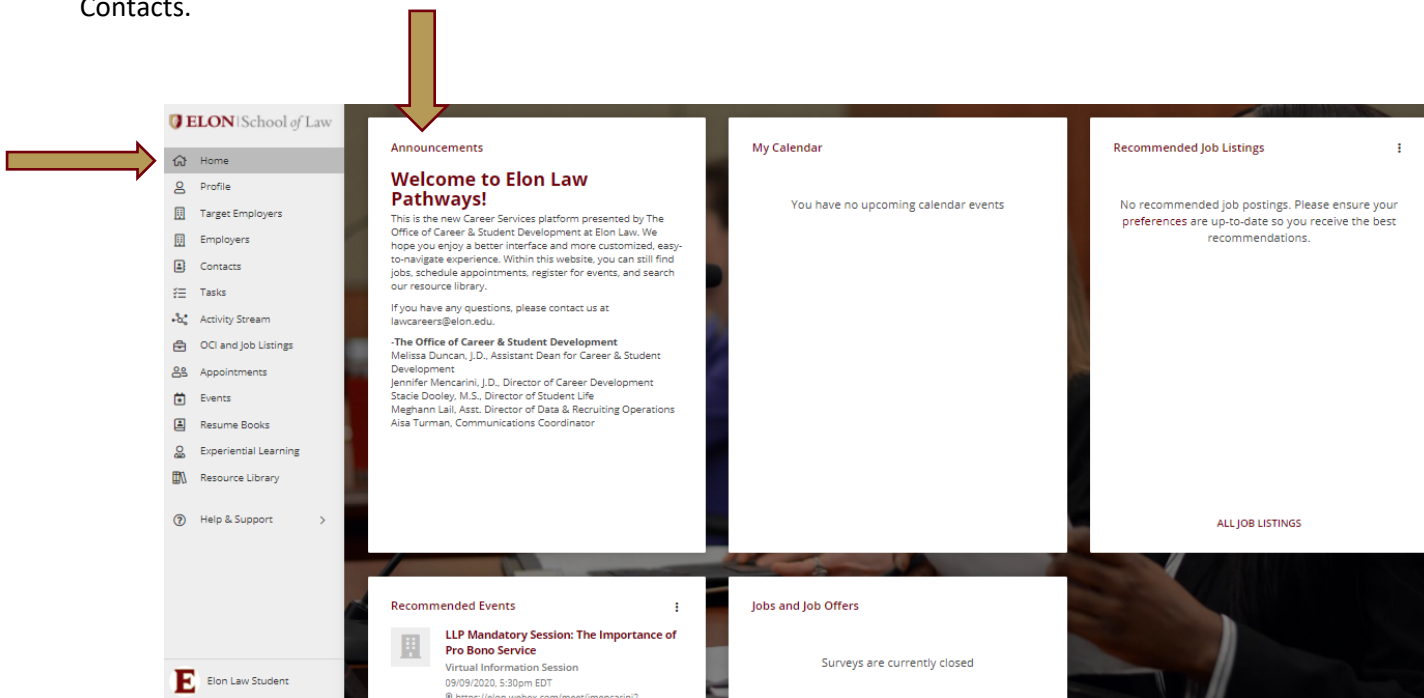 Contacts.
ELON | School of Law
Home
Profile
Target Employers
Employers
Contacts
Tasks
Activity Stream
OCI and Job Listings
Appointments
Events
Resume Books
Experiential Learning
Resource Library
Help & Support
E Elon Law Student
Announcements
Welcome to Elon Law
Pathways!
This is the new Career Services platform presented by The
Office of Career & Student Development at Elon Law. We
hope you enjoy a better interface and more customized, easy-
to-navigate experience. Within this website, you can still find
jobs, schedule appointments, register for events, and search
our resource library.
If you have any questions, please contact us at
lawcareers@elon.edu.
-The Office of Career & Student Development
Melissa Duncan, J.D., Assistant Dean for Career & Student
Development
Jennifer Mencarini, J.D., Director of Career Development
Stacie Dooley, M.S., Director of Student Life
Meghann Lail, Asst. Director of Data & Recruiting Operations
Aisa Turman, Communications Coordinator
My Calendar
You have no upcoming calendar events
Recommended Job Listings
No recommended job postings. Please ensure your
preferences are up-to-date so you receive the best
recommendations.
ALL JOB LISTINGS
Recommended Events
LLP Mandatory Session: The Importance of
Pro Bono Service
Virtual Information Session
09/09/2020, 5:30pm EDT
https://elon.webex.com/meet/jmencarini2
Jobs and Job Offers
Surveys are currently closed